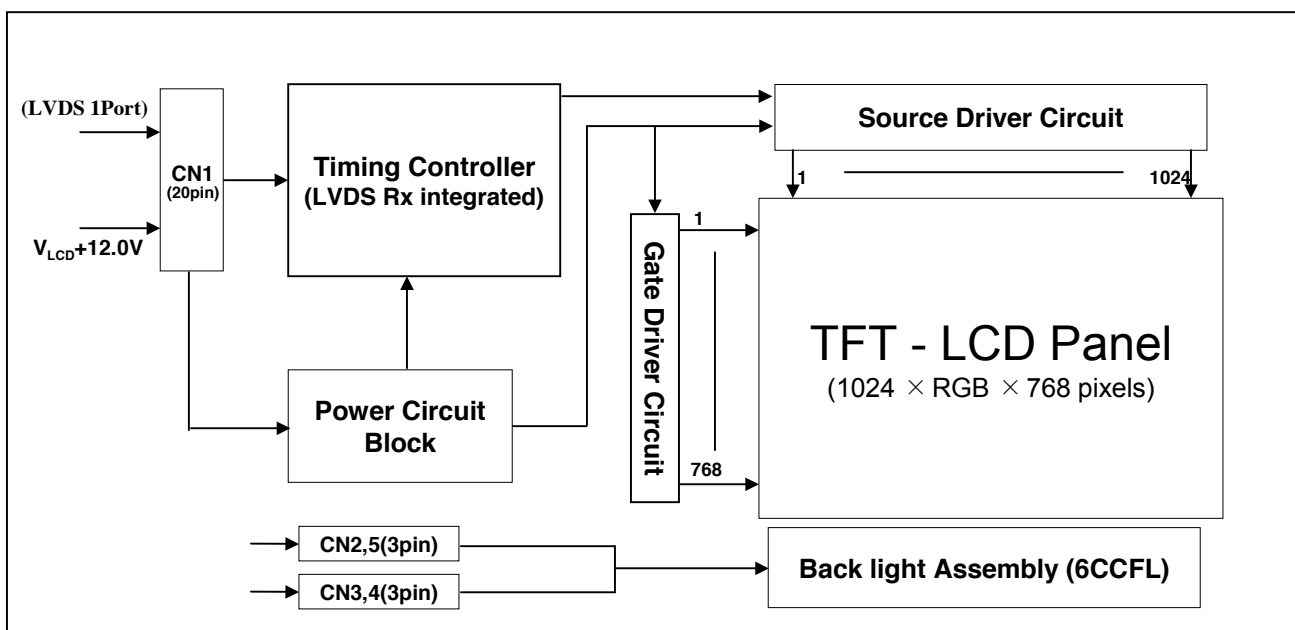 (LVDS 1Port)
CN1
(20pin)
V_LCD+12.0V
Timing Controller
(LVDS Rx integrated)
Power Circuit
Block
Source Driver Circuit
1
1024
Gate Driver Circuit
1
768
TFT - LCD Panel
(1024 × RGB × 768 pixels)
CN2,5(3pin)
CN3,4(3pin)
Back light Assembly (6CCFL)